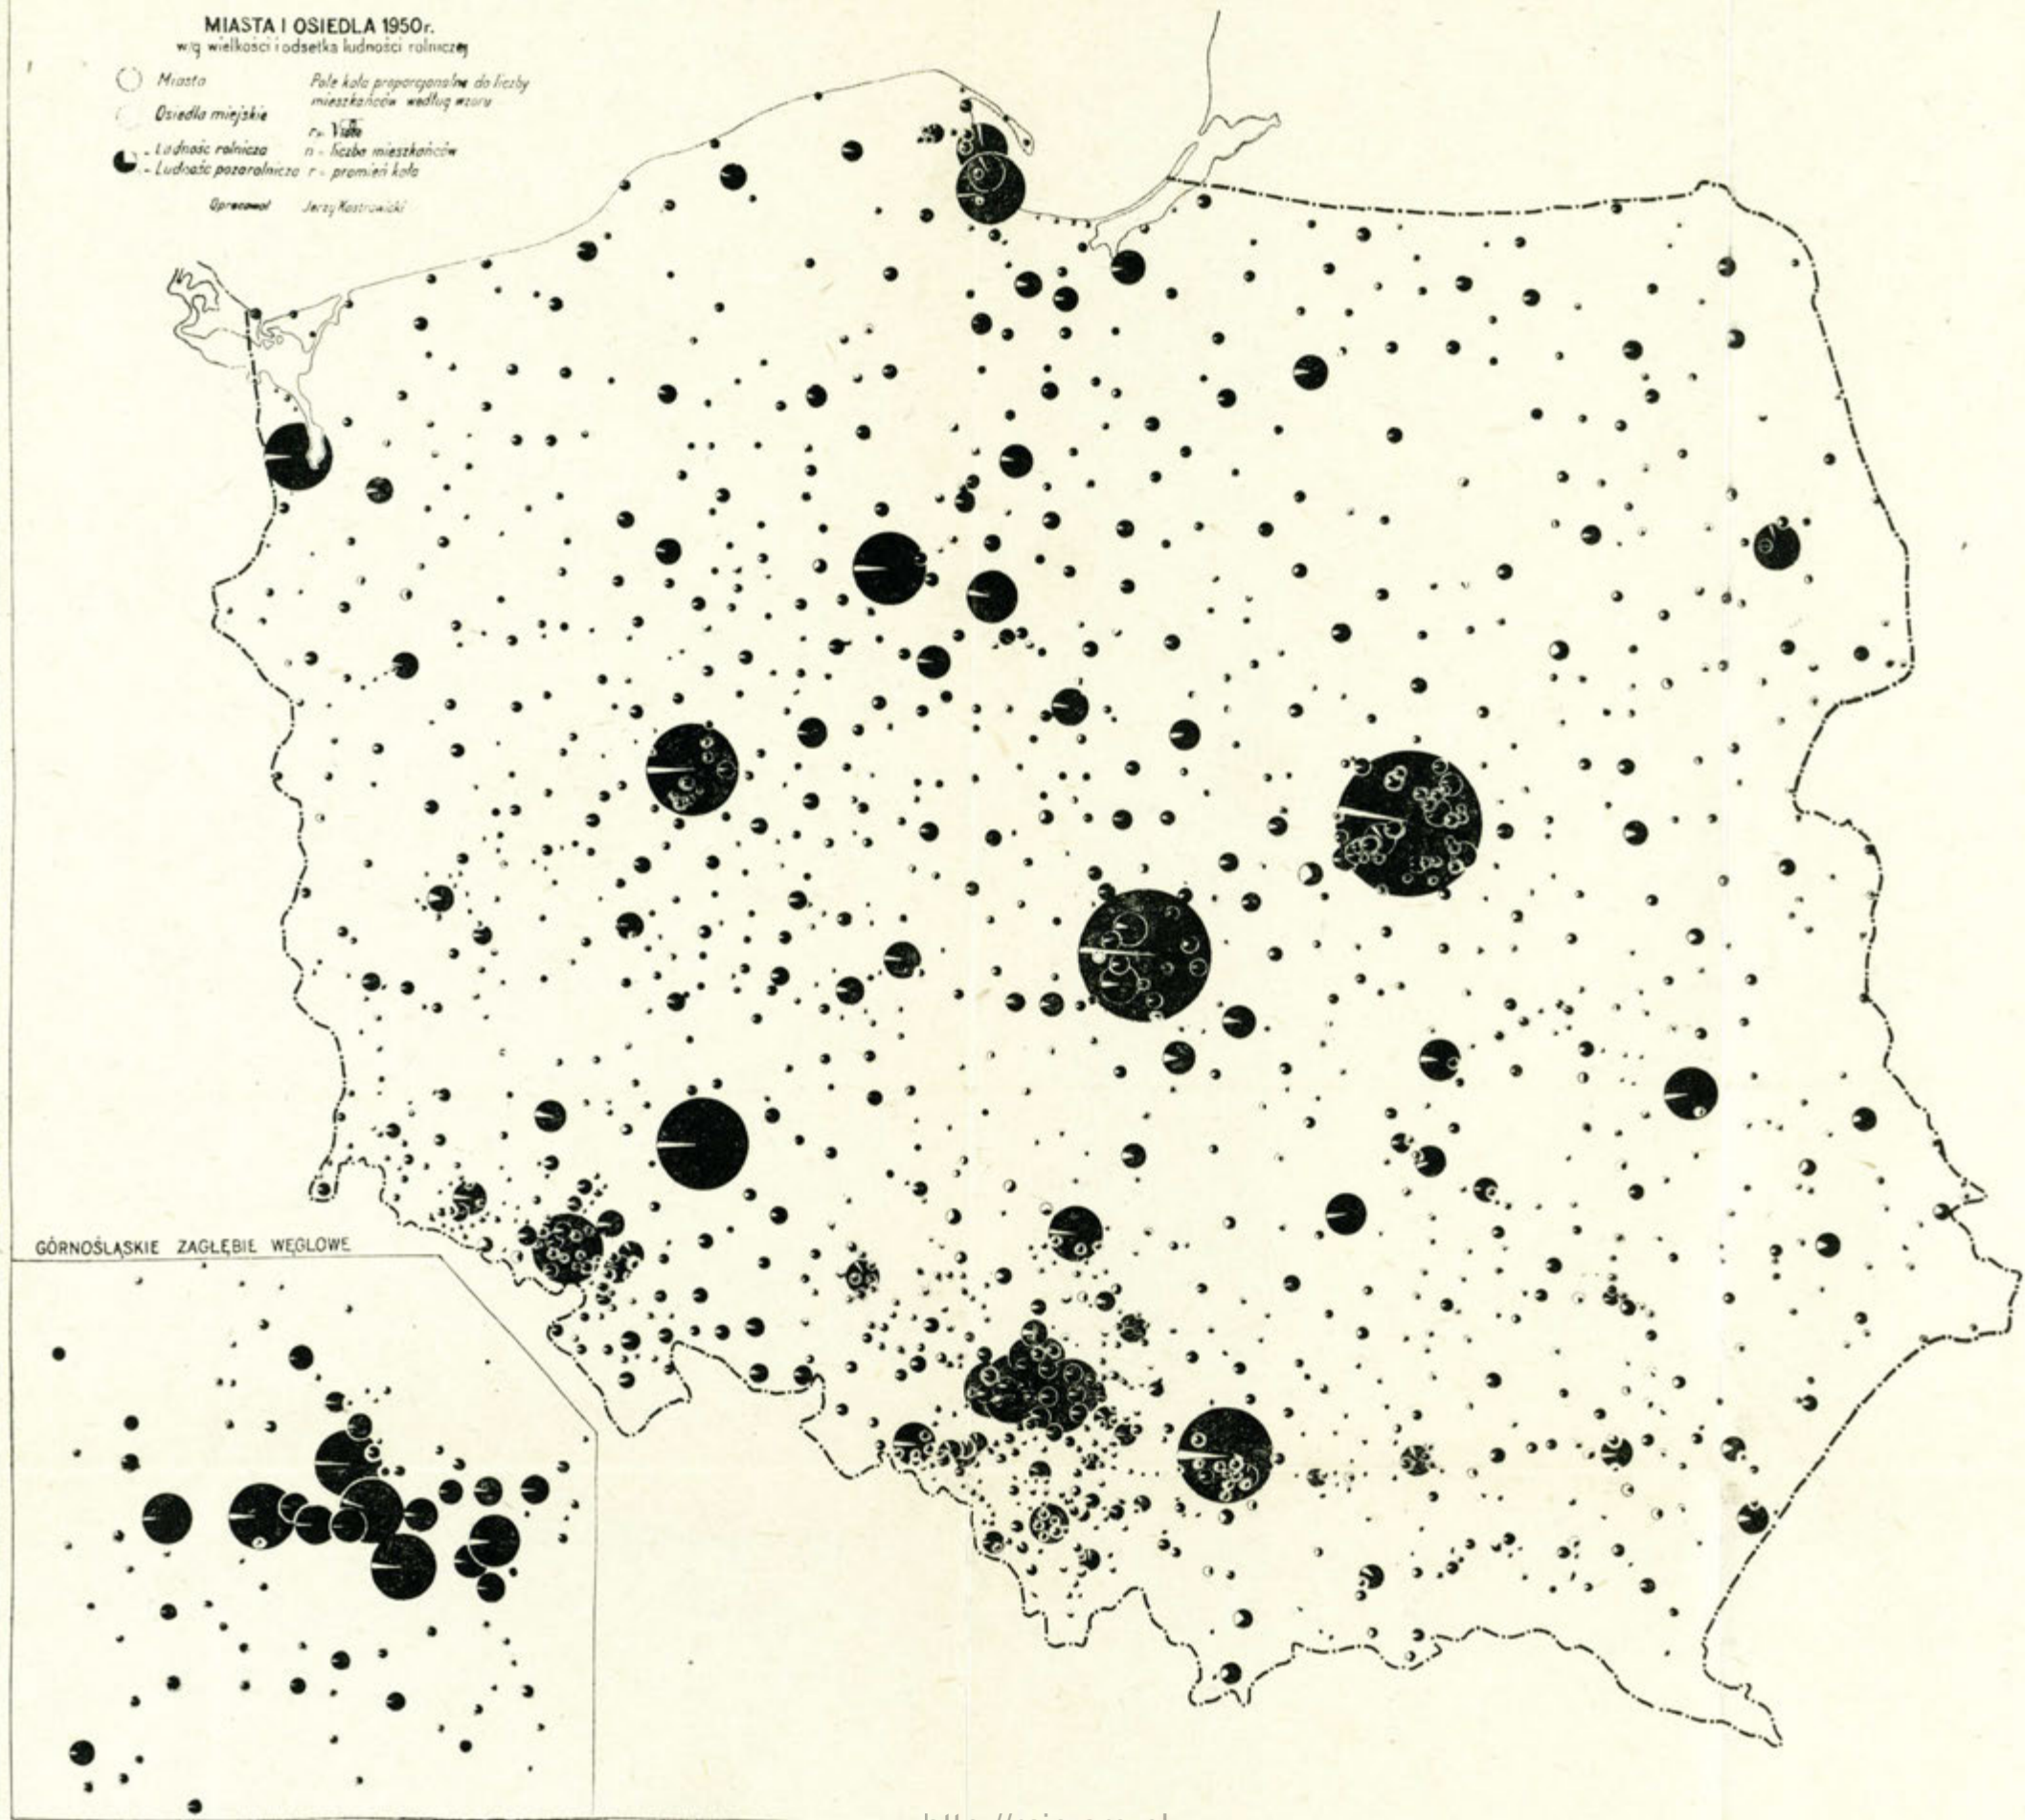 MIASTA I OSIEDLA 1950r.
w/g wielkości i odsetka ludności rolniczej
Miasta
Osiedla miejskie
- Ludność rolnicza
- Ludność pozarolnicza
Pole koła proporcjonalne do liczby
mieszkańców według wzoru
n - liczba mieszkańców
r - promień koła
Opracował Jerzy Kostrowicki
GÓRNOŚLĄSKIE ZAGŁĘBIE WĘGLOWE